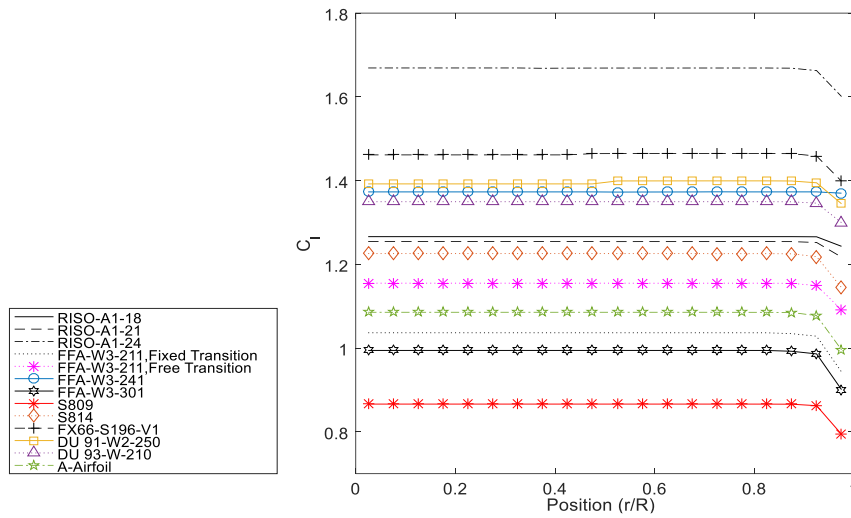 1.8
1.6
1.4
1.2
1
0.8
C_l
0
0.2
0.4
0.6
0.8
1
Position (r/R)
RISO-A1-18
RISO-A1-21
RISO-A1-24
FFA-W3-211,Fixed Transition
FFA-W3-211,Free Transition
FFA-W3-241
FFA-W3-301
S809
S814
FX66-S196-V1
DU 91-W2-250
DU 93-W-210
A-Airfoil